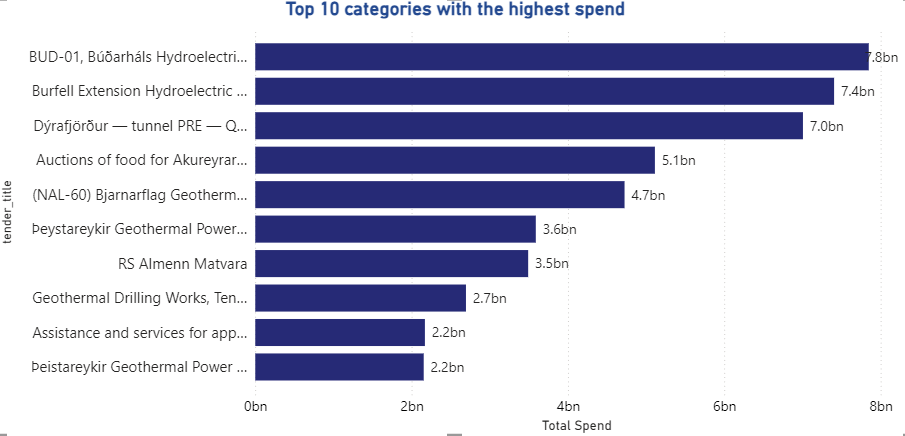 Top 10 categories with the highest spend
tender_title
BUD-01, Búðarháls Hydroelectri... 7.8bn
Burfell Extension Hydroelectric ... 7.4bn
Dýrafjörður — tunnel PRE — Q... 7.0bn
Auctions of food for Akureyrar... 5.1bn
(NAL-60) Bjarnarflag Geotherm... 4.7bn
Þeystareykir Geothermal Power... 3.6bn
RS Almenn Matvara 3.5bn
Geothermal Drilling Works, Ten... 2.7bn
Assistance and services for app... 2.2bn
Þeistareykir Geothermal Power ... 2.2bn
0bn 2bn 4bn 6bn 8bn
Total Spend